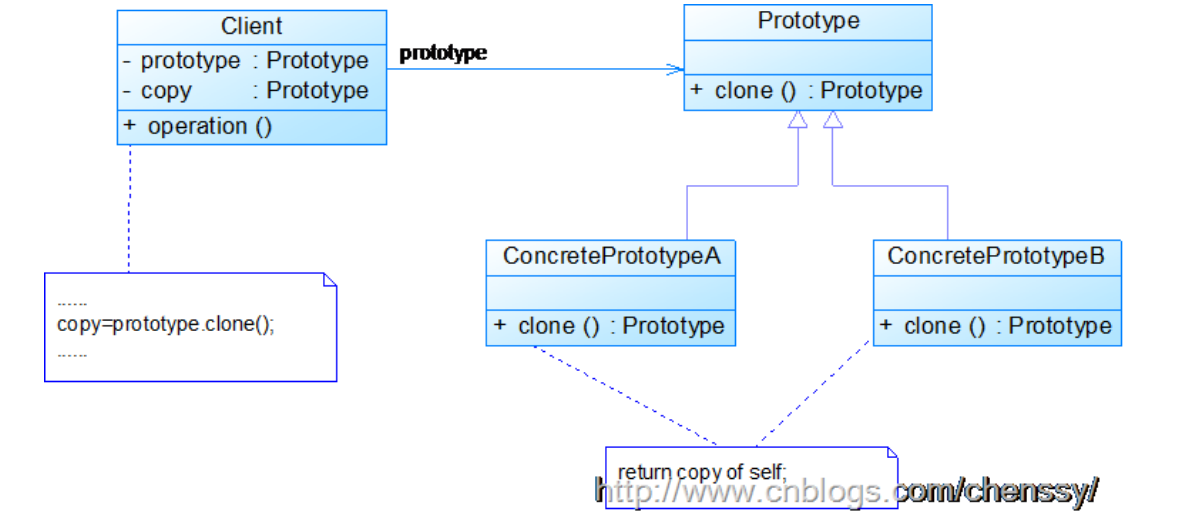 Client
- prototype : Prototype
- copy : Prototype
+ operation ()
prototype
Prototype
+ clone () : Prototype
ConcretePrototypeA
+ clone () : Prototype
ConcretePrototypeB
+ clone () : Prototype
......
copy=prototype.clone();
......
return copy of self;
http://www.cnblogs.com/chenssy/